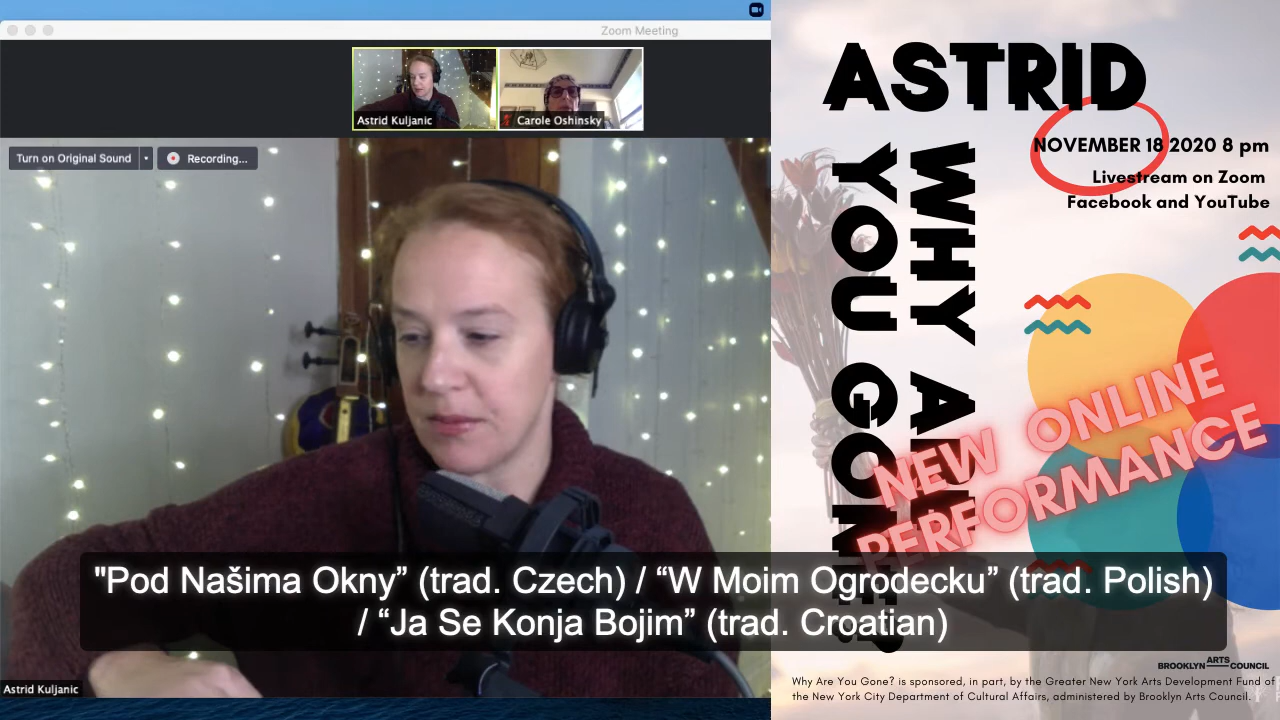 Zoom Meeting
Astrid Kuljanic
Carole Oshinsky
Turn on Original Sound
Recording...
ASTRID
NOVEMBER 18 2020 8 pm
Livestream on Zoom
Facebook and YouTube
WHY ARE
YOU GONE?
NEW ONLINE
PERFORMANCE
"Pod Našima Okny” (trad. Czech) / “W Moim Ogrodecku” (trad. Polish)
/ “Ja Se Konja Bojim” (trad. Croatian)
Astrid Kuljanic
BROOKLYN ARTS COUNCIL
Why Are You Gone? is sponsored, in part, by the Greater New York Arts Development Fund of
the New York City Department of Cultural Affairs, administered by Brooklyn Arts Council.